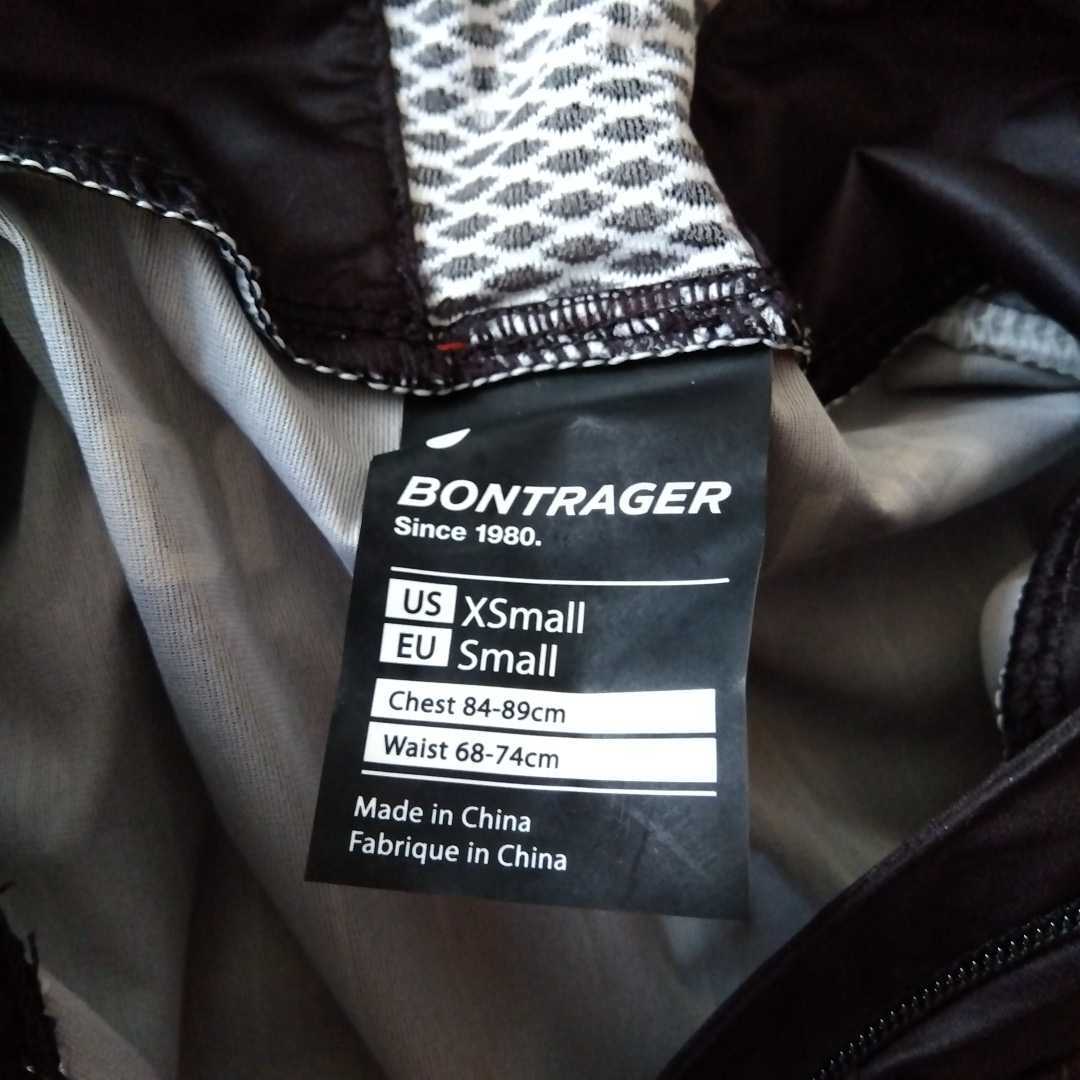 BONTRAGER
Since 1980.
US XSmall
EU Small
Chest 84-89cm
Waist 68-74cm
Made in China
Fabrique in China